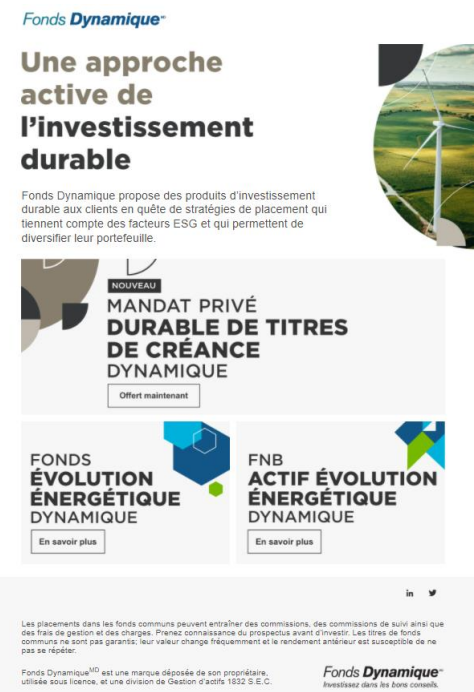 Fonds Dynamique™
Une approche
active de
l'investissement
durable
Fonds Dynamique propose des produits d'investissement
durable aux clients en quête de stratégies de placement qui
tiennent compte des facteurs ESG et qui permettent de
diversifier leur portefeuille.
NOUVEAU
MANDAT PRIVÉ
DURABLE DE TITRES
DE CRÉANCE
DYNAMIQUE
Offert maintenant
FONDS
ÉVOLUTION
ÉNERGÉTIQUE
DYNAMIQUE
En savoir plus
FNB
ACTIF ÉVOLUTION
ÉNERGÉTIQUE
DYNAMIQUE
En savoir plus
in
Les placements dans les fonds communs peuvent entraîner des commissions, des commissions de suivi ainsi que
des frais de gestion et des charges. Prenez connaissance du prospectus avant d'investir. Les titres de fonds
communs ne sont pas garantis; leur valeur change fréquemment et le rendement antérieur est susceptible de ne
pas se répéter.
Fonds Dynamique^MD est une marque déposée de son propriétaire,
utilisée sous licence, et une division de Gestion d'actifs 1832 S.E.C.
Fonds Dynamique™
Investissez dans les bons conseils.